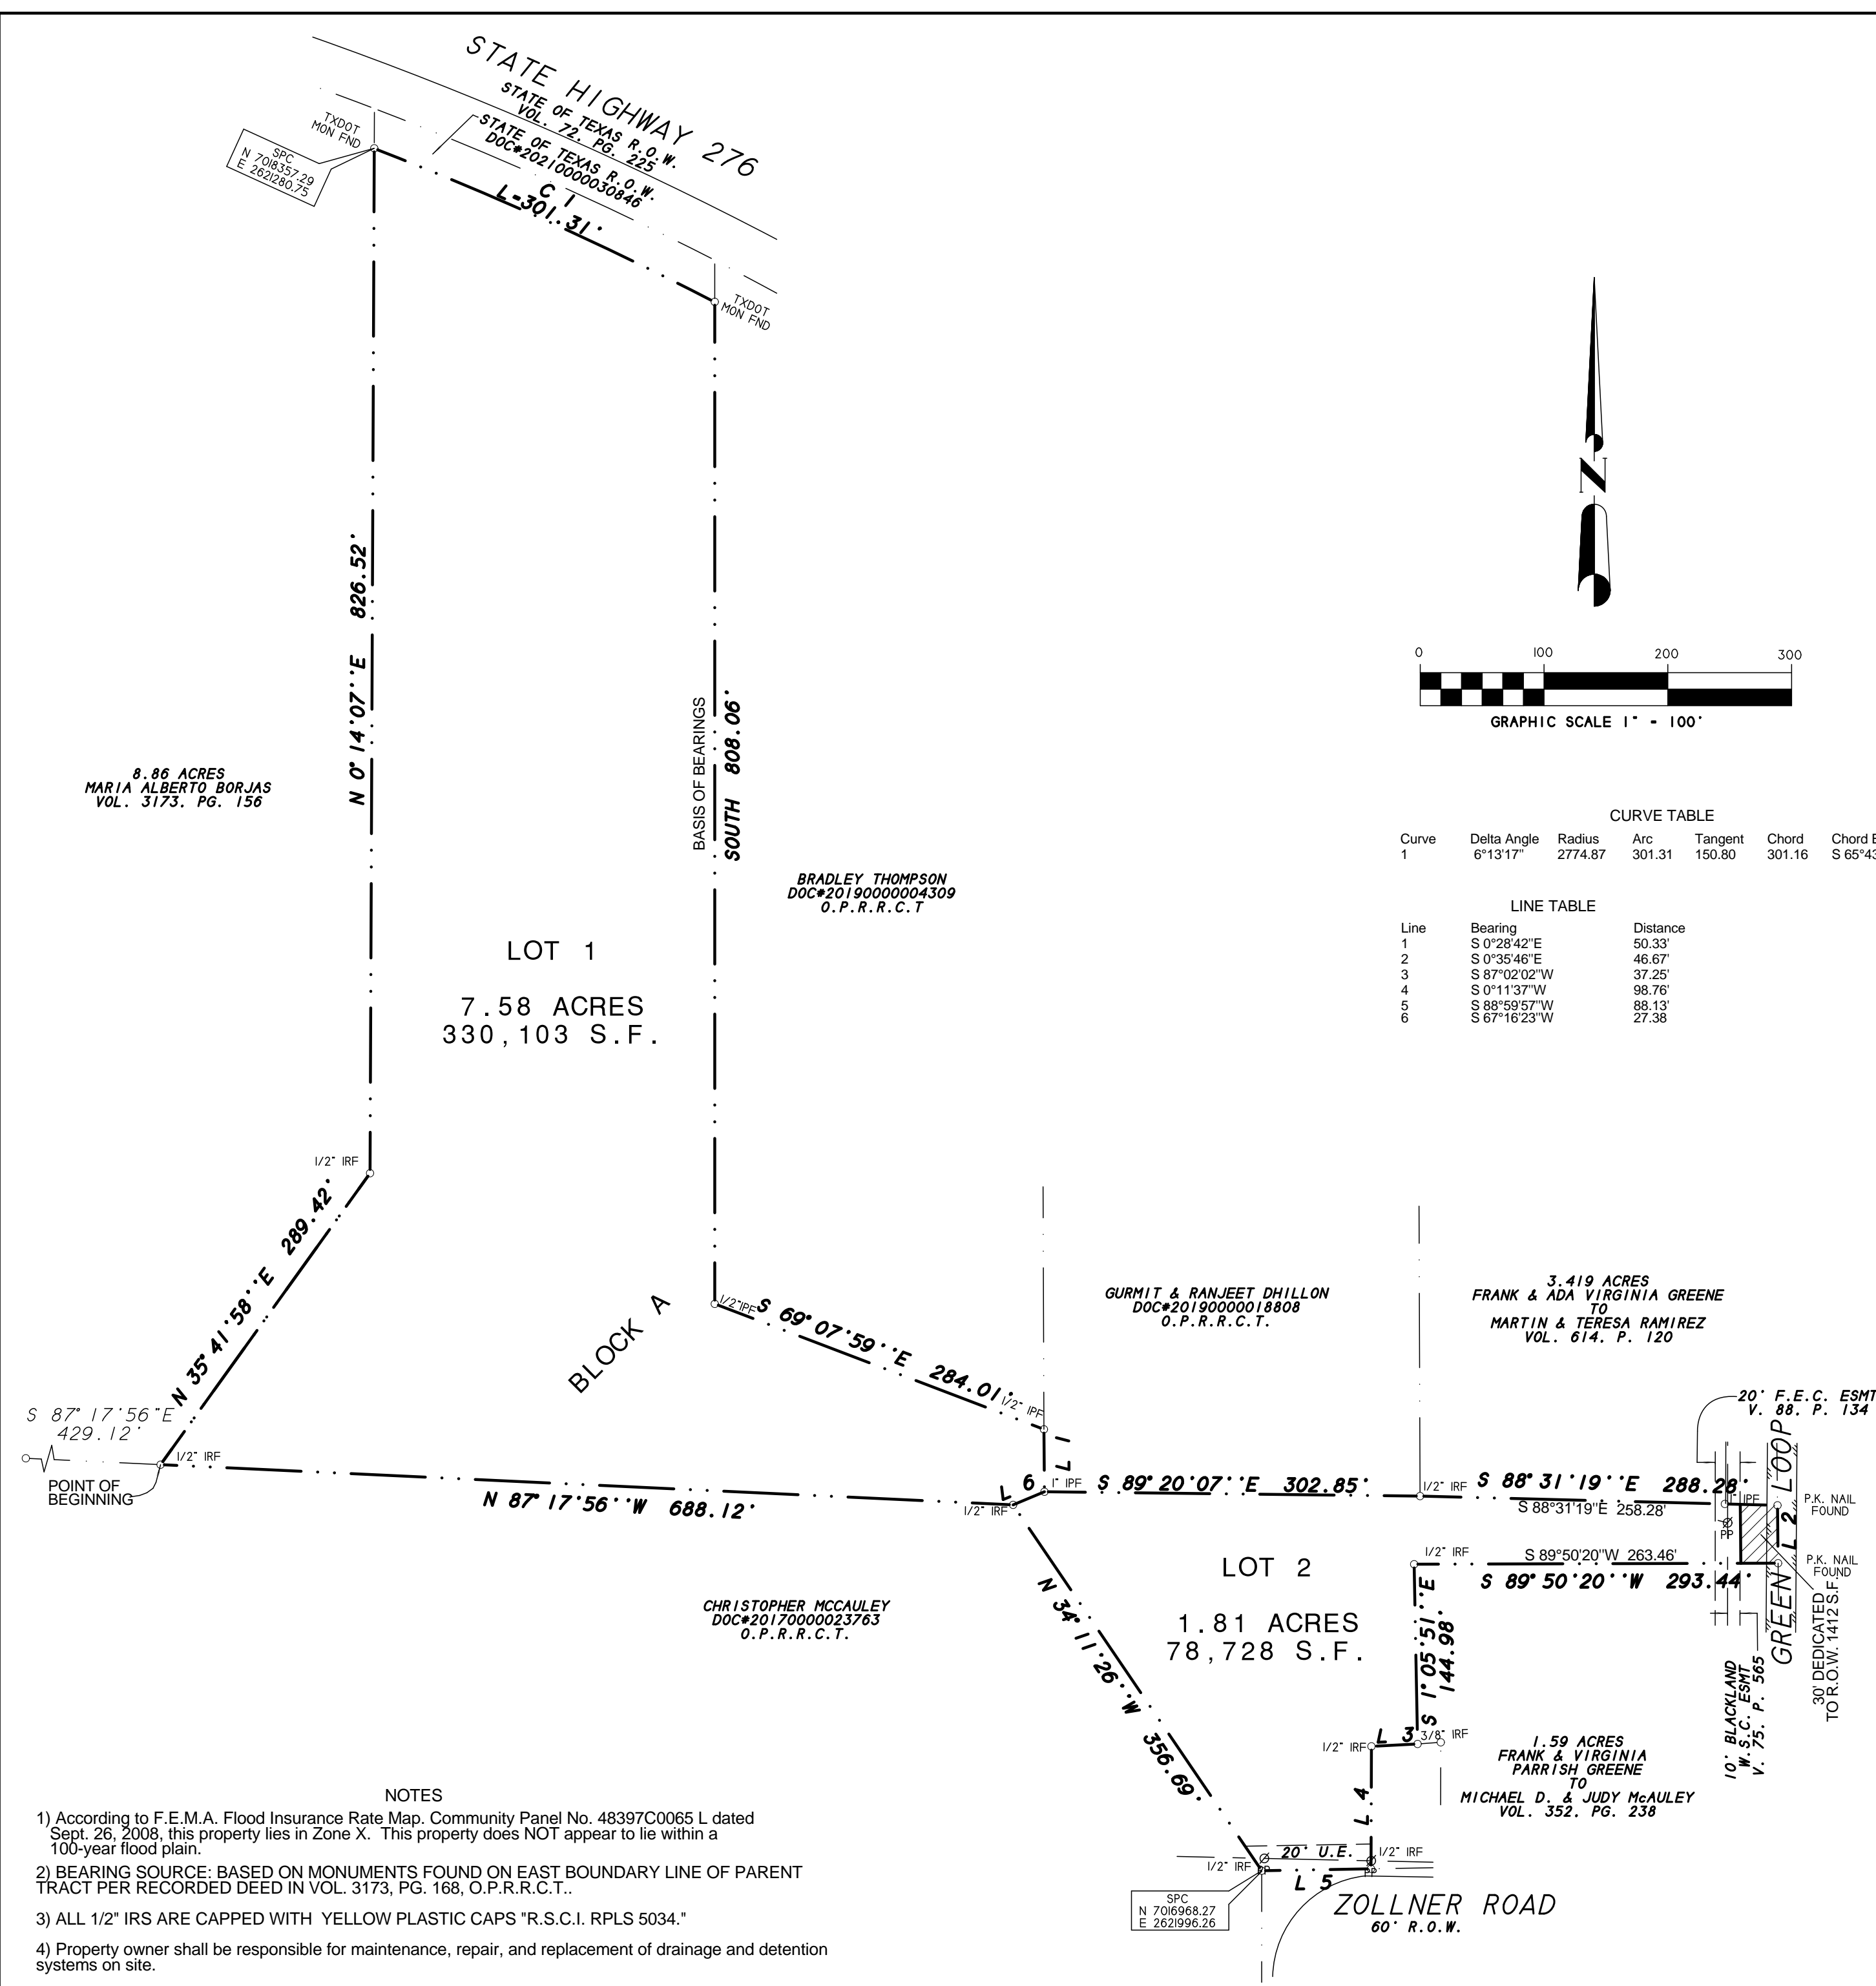 STATE HIGHWAY 276
STATE OF TEXAS R.O.W.
VOL. 72, PG. 225
STATE OF TEXAS R.O.W.
DOC#20210000030846
C 1
L=301.31'
TXDOT
MON FND
SPC
N 7018357.29
E 2621280.75
TXDOT
MON FND
N 0°14'07''E 826.52'
BASIS OF BEARINGS
SOUTH 808.06'
8.86 ACRES
MARIA ALBERTO BORJAS
VOL. 3173, PG. 156
BRADLEY THOMPSON
DOC#20190000004309
O.P.R.R.C.T
LOT 1
7.58 ACRES
330,103 S.F.
N
0 100 200 300
GRAPHIC SCALE 1" = 100'
CURVE TABLE
Curve Delta Angle Radius Arc Tangent Chord Chord
1 6°13'17" 2774.87 301.31 150.80 301.16 S 65°43
LINE TABLE
Line Bearing Distance
1 S 0°28'42"E 50.33'
2 S 0°35'46"E 46.67'
3 S 87°02'02"W 37.25'
4 S 0°11'37"W 98.76'
5 S 88°59'57"W 88.13'
6 S 67°16'23"W 27.38
1/2" IRF
N 35°41'58''E 289.42'
BLOCK A
1/2"IPF
S 69°07'59''E 284.01'
1/2" IPF
L 1
GURMIT & RANJEET DHILLON
DOC#20190000018808
O.P.R.R.C.T.
3.419 ACRES
FRANK & ADA VIRGINIA GREENE
TO
MARTIN & TERESA RAMIREZ
VOL. 614, P. 120
20' F.E.C. ESMT
V. 88, P. 134
S 87°17'56"E
429.12'
POINT OF
BEGINNING
1/2" IRF
N 87°17'56''W 688.12'
L 6
1" IPF
1/2" IRF
S 89°20'07''E 302.85'
1/2" IRF
S 88°31'19''E 288.28'
S 88°31'19"E 258.28'
1" IPF
PP
P.K. NAIL
FOUND
L 2
GREEN LOOP
P.K. NAIL
FOUND
1/2" IRF
S 89°50'20"W 263.46'
S 89°50'20''W 293.44'
LOT 2
1.81 ACRES
78,728 S.F.
CHRISTOPHER MCCAULEY
DOC#20170000023763
O.P.R.R.C.T.
N 34°11'26''W 356.69'
S 1°05'51''E
144.98'
10' BLACKLAND
W.S.C. ESMT
V. 75, P. 565
30' DEDICATED
TO R.O.W. 1412 S.F.
1/2" IRF
L 3
3/8" IRF
L 4
1.59 ACRES
FRANK & VIRGINIA
PARRISH GREENE
TO
MICHAEL D. & JUDY McAULEY
VOL. 352, PG. 238
20' U.E.
1/2" IRF
1/2" IRF
PP
PP
L 5
SPC
N 7016968.27
E 2621996.26
ZOLLNER ROAD
60' R.O.W.
NOTES
1) According to F.E.M.A. Flood Insurance Rate Map. Community Panel No. 48397C0065 L dated
Sept. 26, 2008, this property lies in Zone X. This property does NOT appear to lie within a
100-year flood plain.
2) BEARING SOURCE: BASED ON MONUMENTS FOUND ON EAST BOUNDARY LINE OF PARENT
TRACT PER RECORDED DEED IN VOL. 3173, PG. 168, O.P.R.R.C.T..
3) ALL 1/2" IRS ARE CAPPED WITH YELLOW PLASTIC CAPS "R.S.C.I. RPLS 5034."
4) Property owner shall be responsible for maintenance, repair, and replacement of drainage and detention
systems on site.